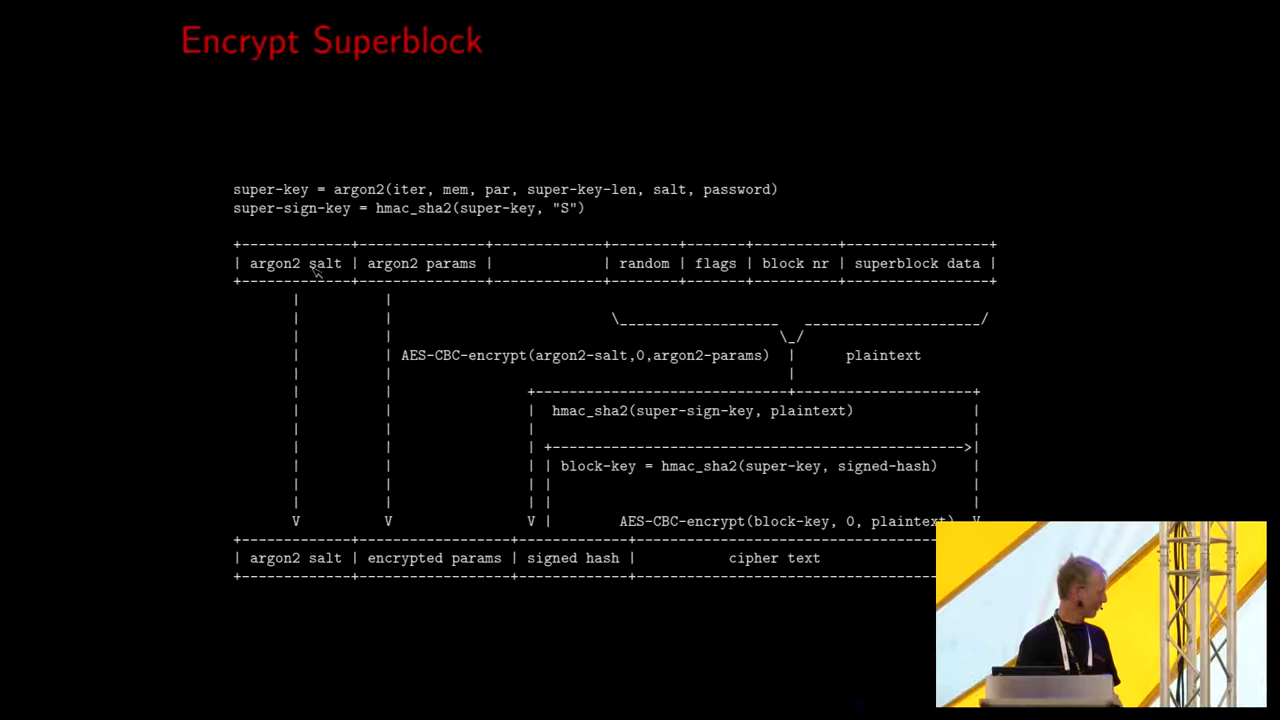 Encrypt Superblock
super-key = argon2(iter, mem, par, super-key-len, salt, password)
super-sign-key = hmac_sha2(super-key, "S")
| argon2 salt | argon2 params | | random | flags | block nr | superblock data |
AES-CBC-encrypt(argon2-salt,0,argon2-params) | plaintext
hmac_sha2(super-sign-key, plaintext)
block-key = hmac_sha2(super-key, signed-hash)
V V V | AES-CBC-encrypt(block-key, 0, plaintext) V
| argon2 salt | encrypted params | signed hash | cipher text